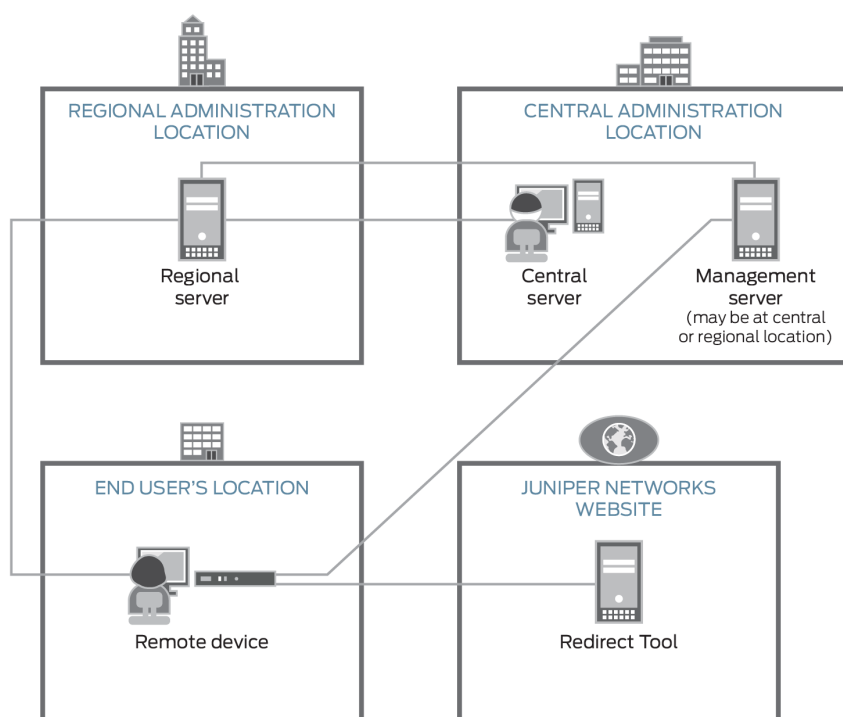 REGIONAL ADMINISTRATION
LOCATION
CENTRAL ADMINISTRATION
LOCATION
Regional
server
Central
server
Management
server
(may be at central
or regional location)
END USER’S LOCATION
JUNIPER NETWORKS
WEBSITE
Remote device
Redirect Tool